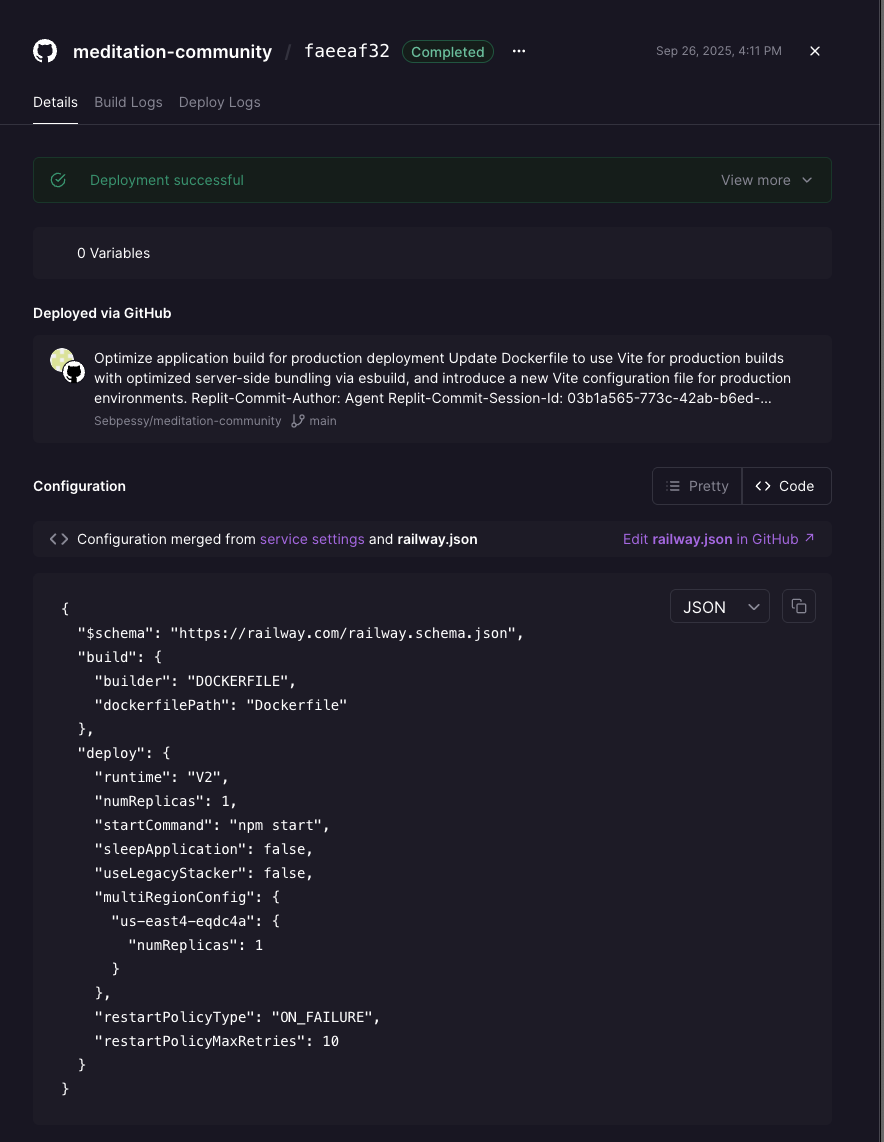 meditation-community / faeeaf32 Completed ··· Sep 26, 2025, 4:11 PM
Details Build Logs Deploy Logs
Deployment successful View more
0 Variables
Deployed via GitHub
Optimize application build for production deployment Update Dockerfile to use Vite for production builds
with optimized server-side bundling via esbuild, and introduce a new Vite configuration file for production
environments. Replit-Commit-Author: Agent Replit-Commit-Session-Id: 03b1a565-773c-42ab-b6ed-...
Sebpessy/meditation-community main
Configuration Pretty <> Code
<> Configuration merged from service settings and railway.json Edit railway.json in GitHub ↗
JSON
{
  "$schema": "https://railway.com/railway.schema.json",
  "build": {
    "builder": "DOCKERFILE",
    "dockerfilePath": "Dockerfile"
  },
  "deploy": {
    "runtime": "V2",
    "numReplicas": 1,
    "startCommand": "npm start",
    "sleepApplication": false,
    "useLegacyStacker": false,
    "multiRegionConfig": {
      "us-east4-eqdc4a": {
        "numReplicas": 1
      }
    },
    "restartPolicyType": "ON_FAILURE",
    "restartPolicyMaxRetries": 10
  }
}